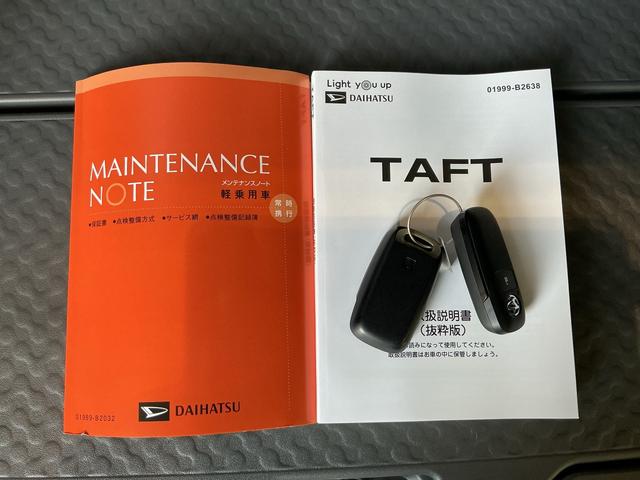 MAINTENANCE
NOTE
メンテナンスノート
軽乗用車
常時
携行
●保証書 ●点検整備方式 ●サービス網 ●点検整備記録簿
01999-B2032
DAIHATSU
Light you up
DAIHATSU
01999-B2638
TAFT
扱説明書
(抜粋版)
読みになって使用してください。
取扱説明書はお車の中に保管しましょう。